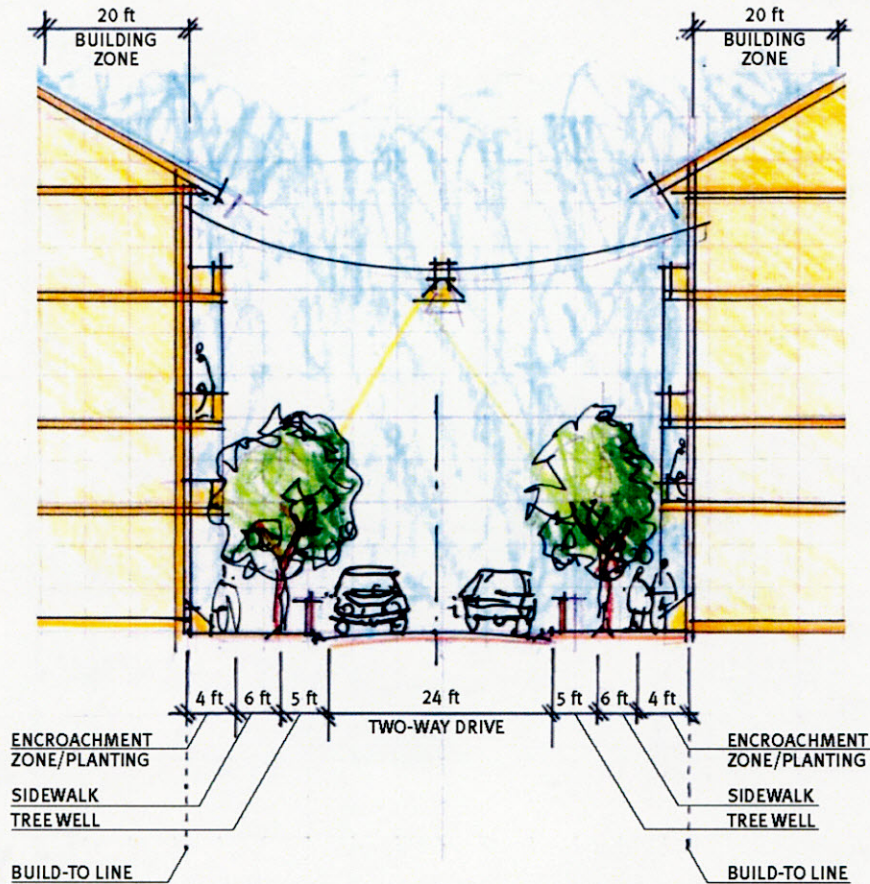 20 ft
BUILDING
ZONE
20 ft
BUILDING
ZONE
4 ft
6 ft
5 ft
24 ft
5 ft
6 ft
4 ft
TWO-WAY DRIVE
ENCROACHMENT
ZONE/PLANTING
SIDEWALK
TREE WELL
BUILD-TO LINE
ENCROACHMENT
ZONE/PLANTING
SIDEWALK
TREE WELL
BUILD-TO LINE